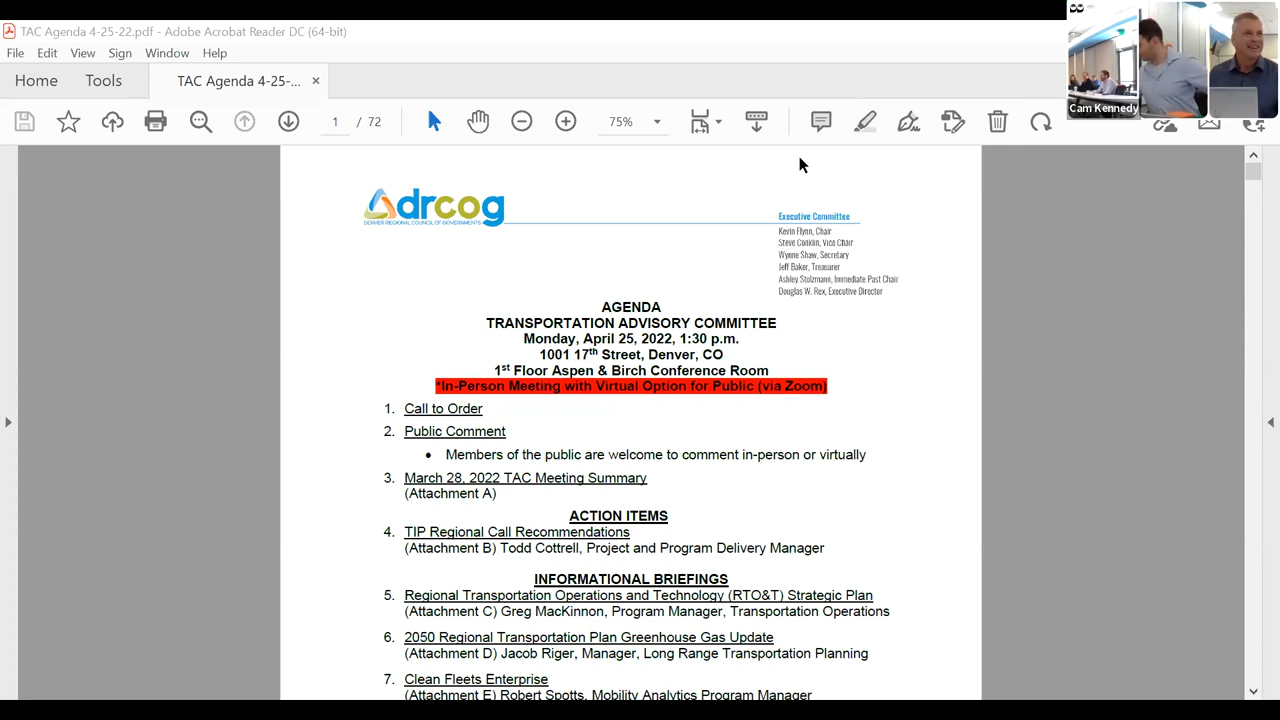 TAC Agenda 4-25-22.pdf - Adobe Acrobat Reader DC (64-bit)
File Edit View Sign Window Help
Home Tools TAC Agenda 4-25-... ×
1 / 72 75%
Cam Kennedy
drcog
DENVER REGIONAL COUNCIL OF GOVERNMENTS
Executive Committee
Kevin Flynn, Chair
Steve Conklin, Vice Chair
Wynne Shaw, Secretary
Jeff Baker, Treasurer
Ashley Stolzmann, Immediate Past Chair
Douglas W. Rex, Executive Director
AGENDA
TRANSPORTATION ADVISORY COMMITTEE
Monday, April 25, 2022, 1:30 p.m.
1001 17th Street, Denver, CO
1st Floor Aspen & Birch Conference Room
*In-Person Meeting with Virtual Option for Public (via Zoom)
1. Call to Order
2. Public Comment
• Members of the public are welcome to comment in-person or virtually
3. March 28, 2022 TAC Meeting Summary
(Attachment A)
ACTION ITEMS
4. TIP Regional Call Recommendations
(Attachment B) Todd Cottrell, Project and Program Delivery Manager
INFORMATIONAL BRIEFINGS
5. Regional Transportation Operations and Technology (RTO&T) Strategic Plan
(Attachment C) Greg MacKinnon, Program Manager, Transportation Operations
6. 2050 Regional Transportation Plan Greenhouse Gas Update
(Attachment D) Jacob Riger, Manager, Long Range Transportation Planning
7. Clean Fleets Enterprise
(Attachment E) Robert Spotts, Mobility Analytics Program Manager